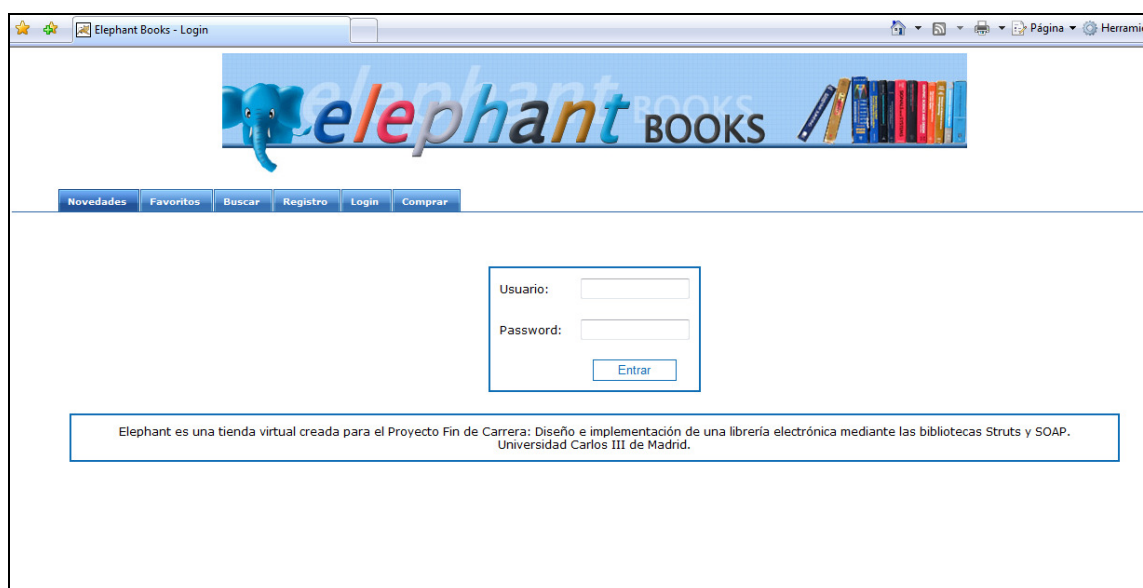 Elephant Books - Login
Página
Herramie
elephant BOOKS
Novedades Favoritos Buscar Registro Login Comprar
Usuario:
Password:
Entrar
Elephant es una tienda virtual creada para el Proyecto Fin de Carrera: Diseño e implementación de una librería electrónica mediante las bibliotecas Struts y SOAP.
Universidad Carlos III de Madrid.